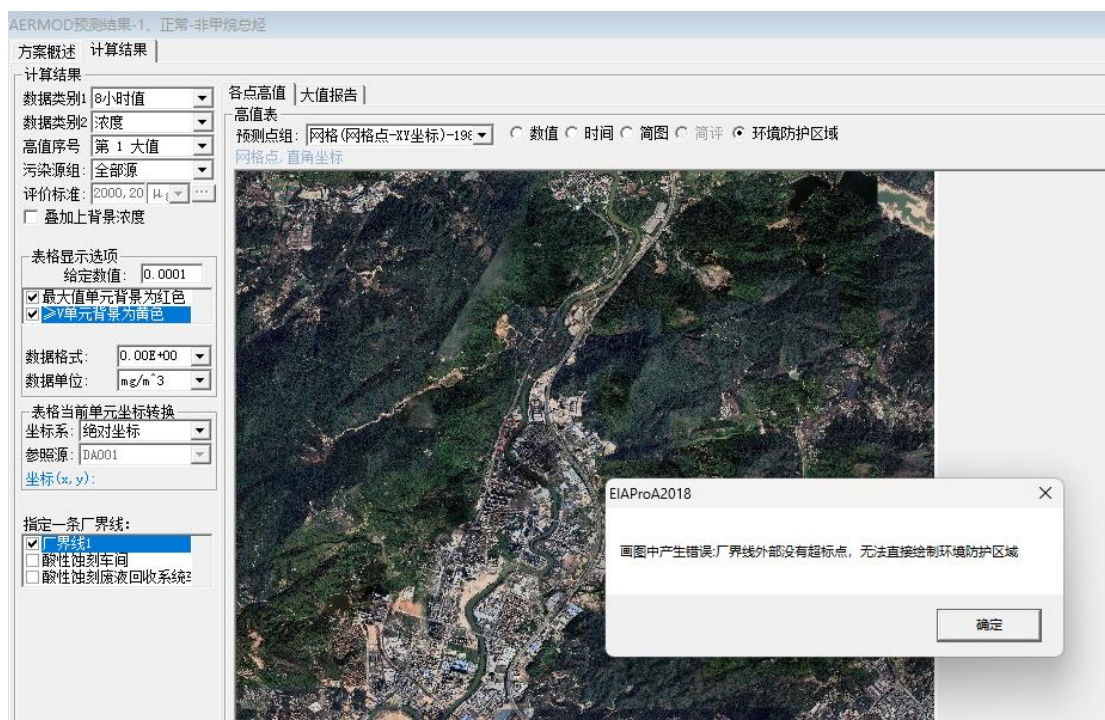 AERMOD预测结果-1、正常-非甲烷总烃
方案概述 计算结果
计算结果
数据类别1 8小时值
数据类别2 浓度
高值序号 第 1 大值
污染源组: 全部源
评价标准: 2000,20 μg ...
叠加上背景浓度
表格显示选项
给定数值: 0.0001
最大值单元背景为红色
≥V单元背景为黄色
数据格式: 0.00E+00
数据单位: mg/m^3
表格当前单元坐标转换
坐标系: 绝对坐标
参照源: DA001
坐标(x,y):
指定一条厂界线:
厂界线1
酸性蚀刻车间
酸性蚀刻废液回收系统
各点高值 大值报告
高值表
预测点组: 网格(网格点-XY坐标)-198 数值 时间 简图 简评 环境防护区域
网格点,直角坐标
EIAProA2018
画图中产生错误:厂界线外部没有超标点，无法直接绘制环境防护区域
确定